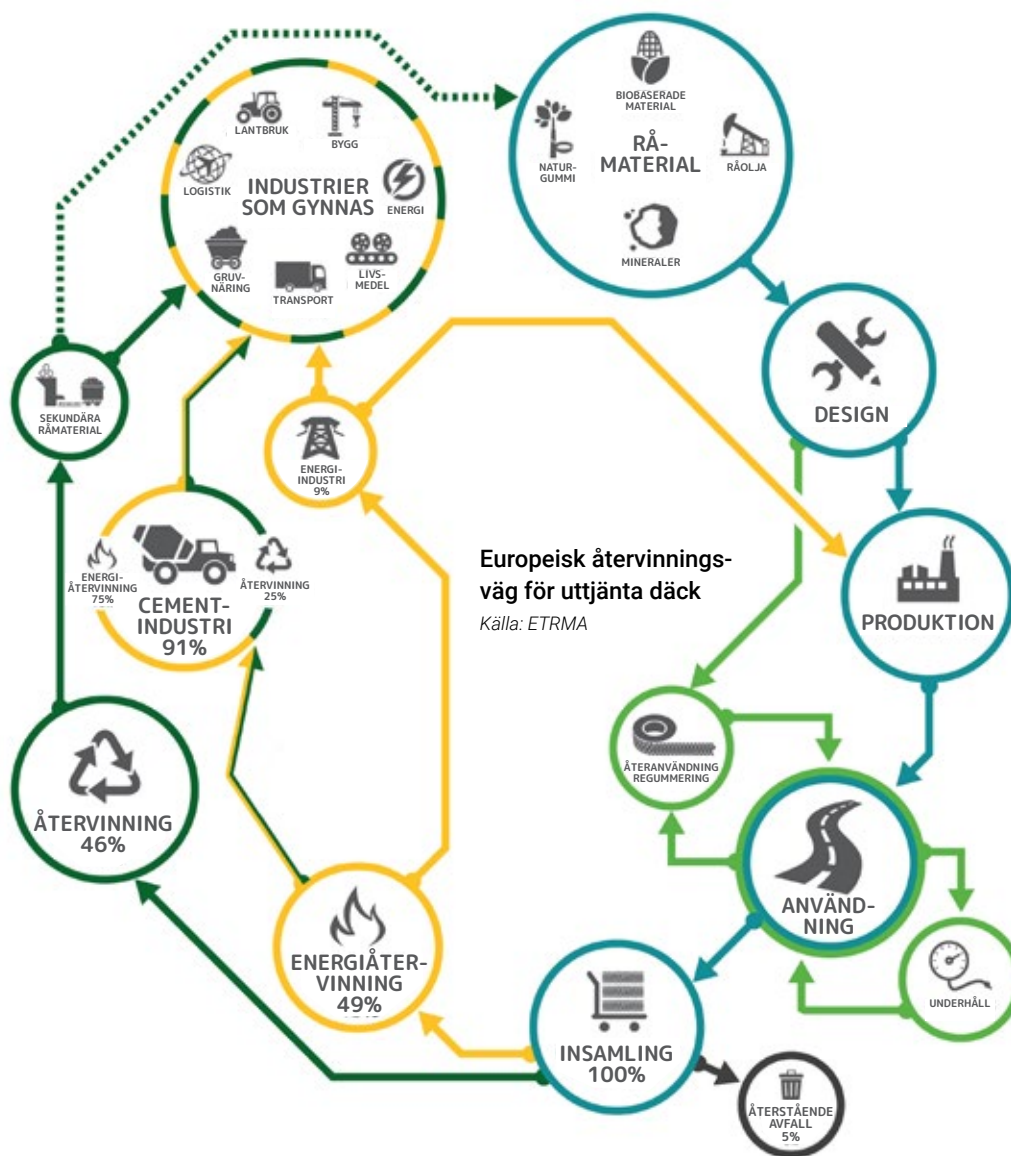 BIOBASERADE
MATERIAL
NATUR-
GUMMI
RÅ-
MATERIAL
RÅOLJA
MINERALER
LANTBRUK
BYGG
LOGISTIK
INDUSTRIER
SOM GYNNAS
ENERGI
GRUV-
NÄRING
TRANSPORT
LIVS-
MEDEL
DESIGN
SEKUNDÄRA
RÅMATERIAL
ENERGI-
INDUSTRI
9%
ENERGI-
ÅTERVINNING
75%
ÅTERVINNING
25%
CEMENT-
INDUSTRI
91%
Europeisk återvinnings-
väg för uttjänta däck
Källa: ETRMA
PRODUKTION
ÅTERANVÄNDNING
REGUMMERING
ÅTERVINNING
46%
ANVÄND-
NING
ENERGIÅTER-
VINNING
49%
UNDERHÅLL
INSAMLING
100%
ÅTERSTÅENDE
AVFALL
5%